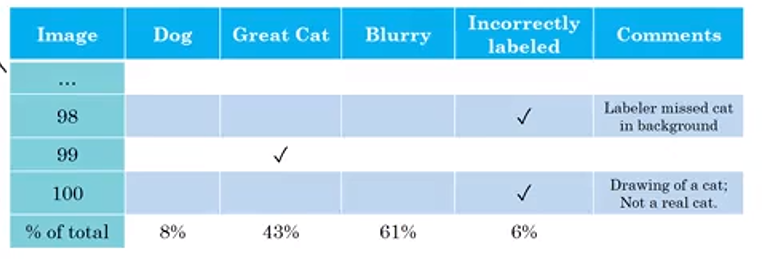 Image Dog Great Cat Blurry Incorrectly labeled Comments
...
98 ✓ Labeler missed cat in background
99 ✓
100 ✓ Drawing of a cat; Not a real cat.
% of total 8% 43% 61% 6%